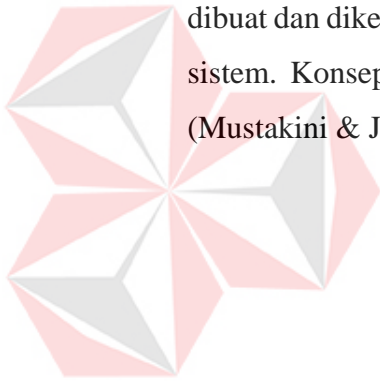 dibuat dan dike
sistem. Konsep
(Mustakini & J